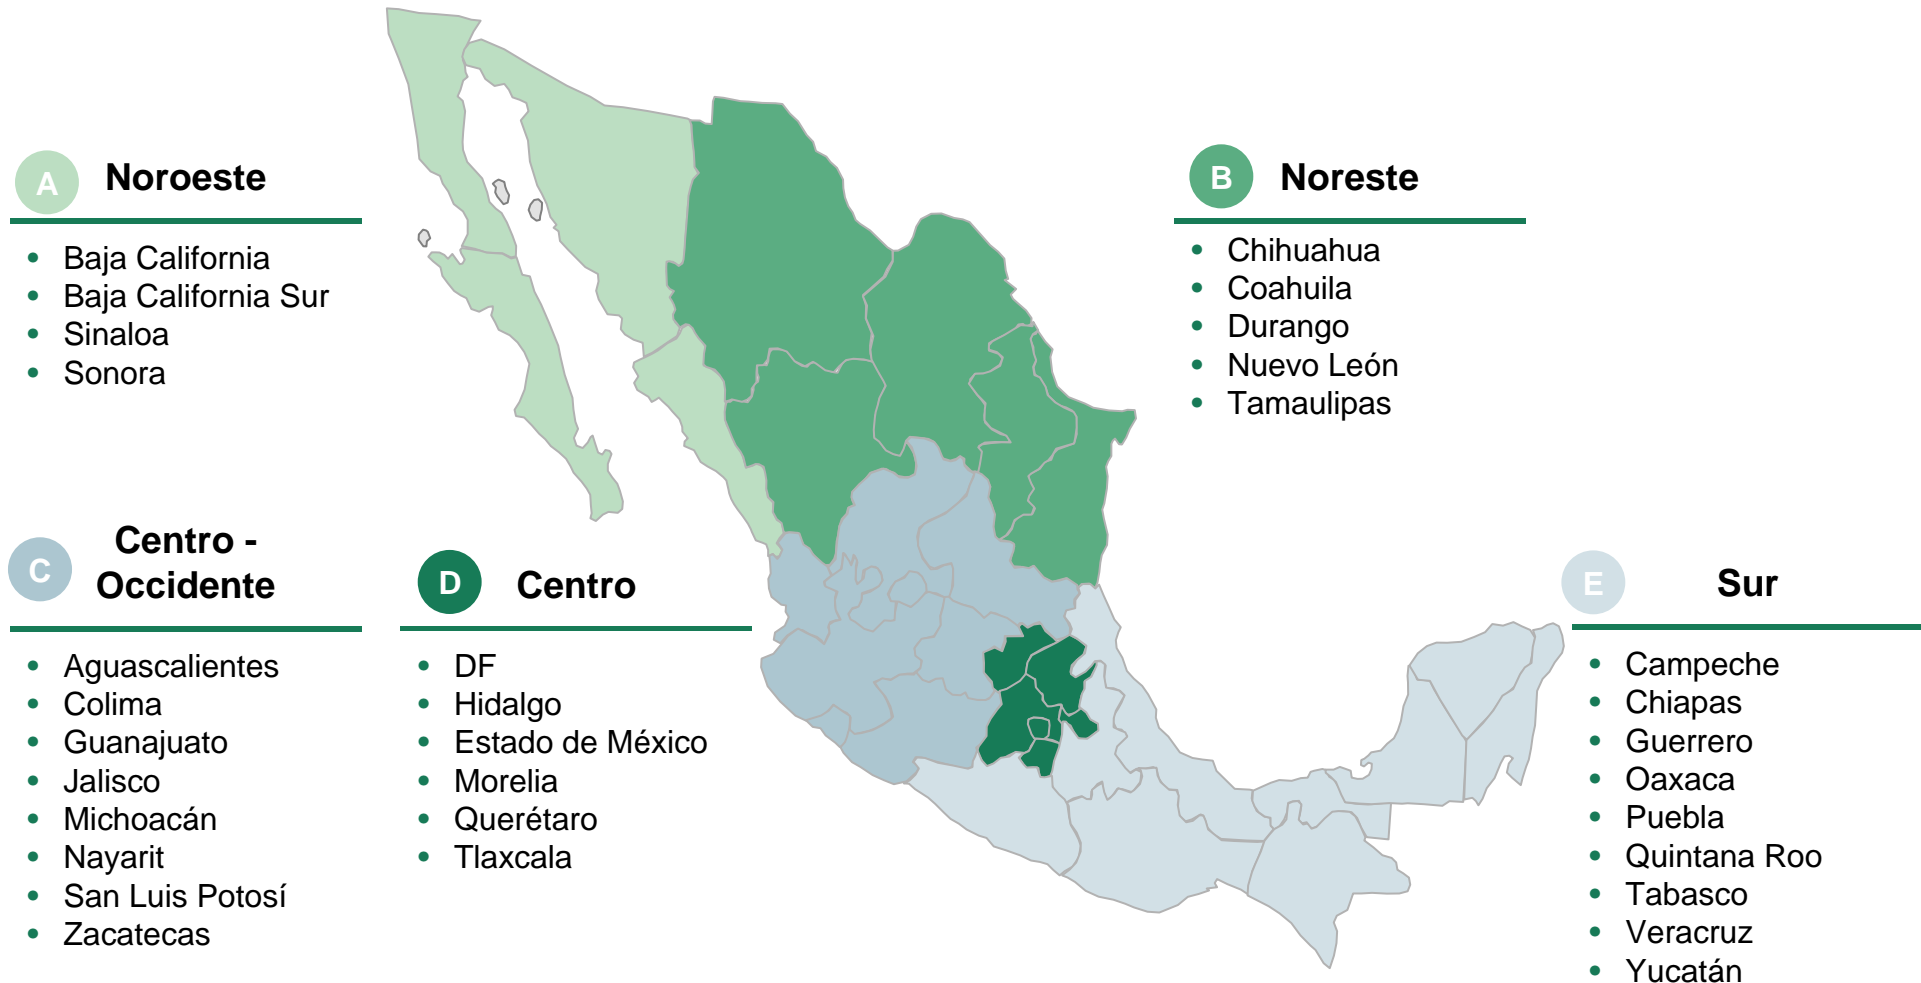 A
Noroeste
Baja California
Baja California Sur
Sinaloa
Sonora
B
Noreste
Chihuahua
Coahuila
Durango
Nuevo León
Tamaulipas
C
Centro -
Occidente
Aguascalientes
Colima
Guanajuato
Jalisco
Michoacán
Nayarit
San Luis Potosí
Zacatecas
D
Centro
DF
Hidalgo
Estado de México
Morelia
Querétaro
Tlaxcala
E
Sur
Campeche
Chiapas
Guerrero
Oaxaca
Puebla
Quintana Roo
Tabasco
Veracruz
Yucatán